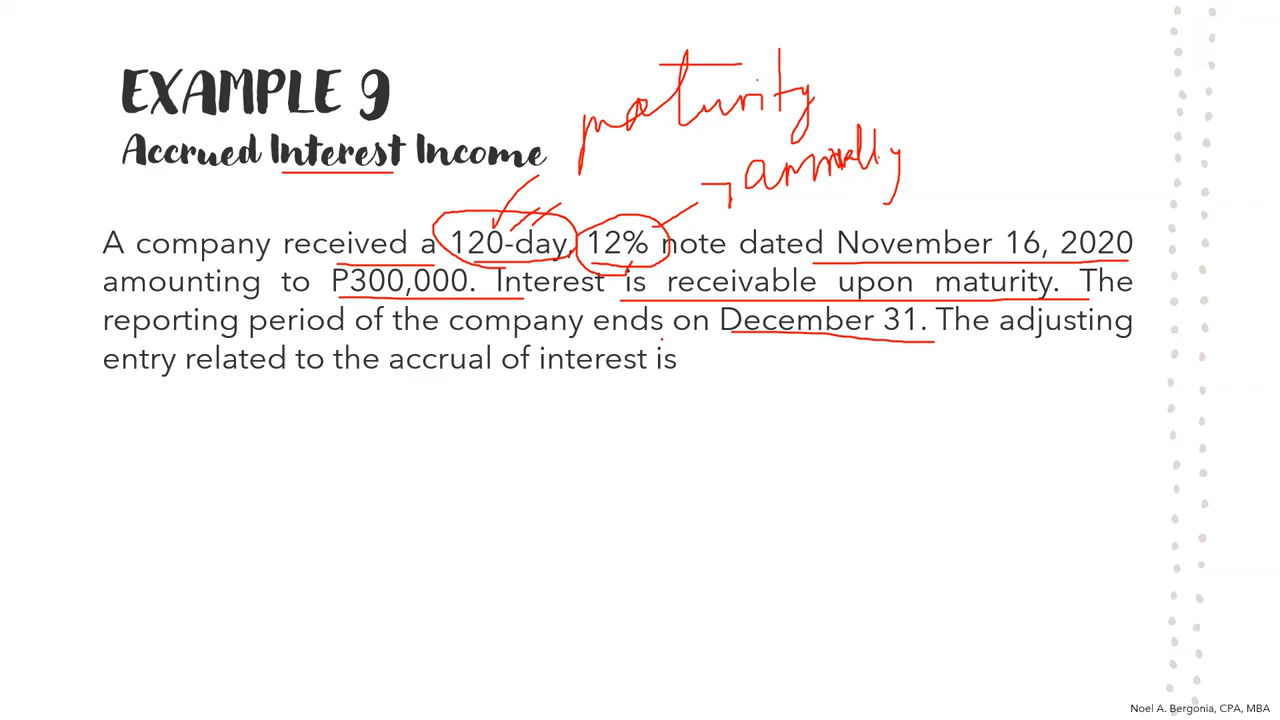 EXAMPLE 9
maturity
Accrued Interest Income
annually
A company received a 120-day, 12% note dated November 16, 2020
amounting to P300,000. Interest is receivable upon maturity. The
reporting period of the company ends on December 31. The adjusting
entry related to the accrual of interest is
Noel A. Bergonia, CPA, MBA